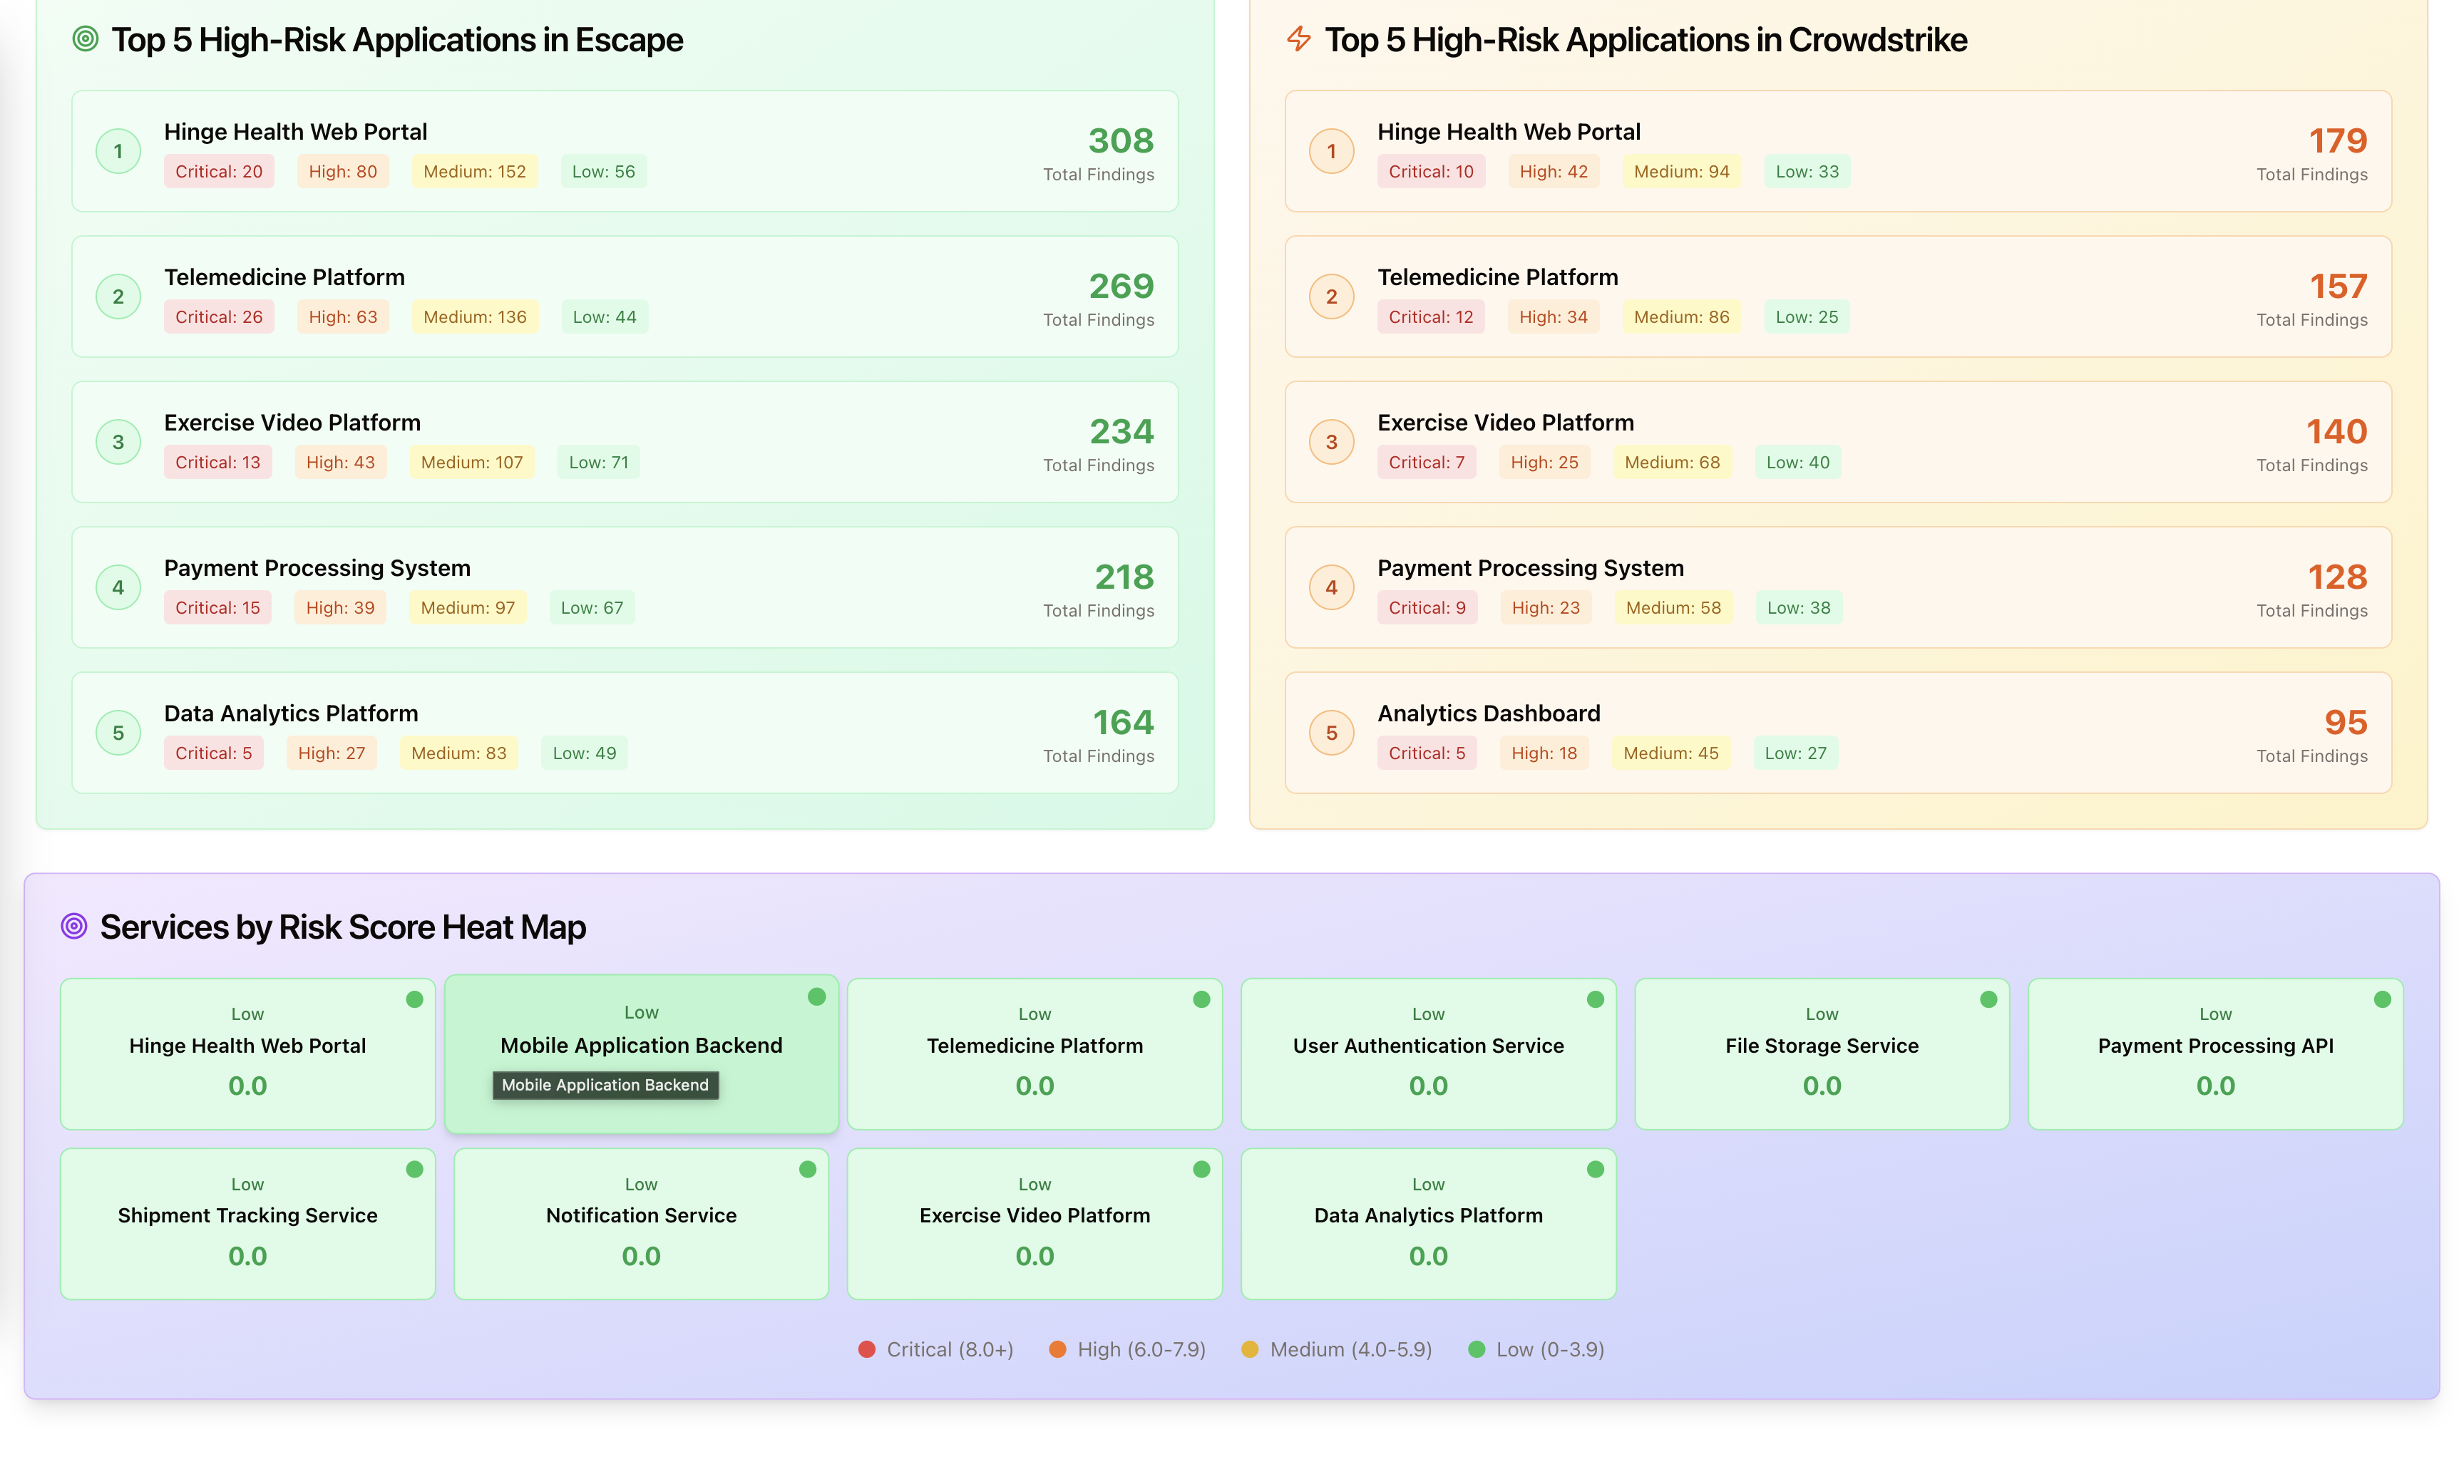 Top 5 High-Risk Applications in Escape
1
Hinge Health Web Portal
Critical: 20 High: 80 Medium: 152 Low: 56
308
Total Findings
2
Telemedicine Platform
Critical: 26 High: 63 Medium: 136 Low: 44
269
Total Findings
3
Exercise Video Platform
Critical: 13 High: 43 Medium: 107 Low: 71
234
Total Findings
4
Payment Processing System
Critical: 15 High: 39 Medium: 97 Low: 67
218
Total Findings
5
Data Analytics Platform
Critical: 5 High: 27 Medium: 83 Low: 49
164
Total Findings
Top 5 High-Risk Applications in Crowdstrike
1
Hinge Health Web Portal
Critical: 10 High: 42 Medium: 94 Low: 33
179
Total Findings
2
Telemedicine Platform
Critical: 12 High: 34 Medium: 86 Low: 25
157
Total Findings
3
Exercise Video Platform
Critical: 7 High: 25 Medium: 68 Low: 40
140
Total Findings
4
Payment Processing System
Critical: 9 High: 23 Medium: 58 Low: 38
128
Total Findings
5
Analytics Dashboard
Critical: 5 High: 18 Medium: 45 Low: 27
95
Total Findings
Services by Risk Score Heat Map
Low
Hinge Health Web Portal
0.0
Low
Mobile Application Backend
Mobile Application Backend
Low
Telemedicine Platform
0.0
Low
User Authentication Service
0.0
Low
File Storage Service
0.0
Low
Payment Processing API
0.0
Low
Shipment Tracking Service
0.0
Low
Notification Service
0.0
Low
Exercise Video Platform
0.0
Low
Data Analytics Platform
0.0
Critical (8.0+) High (6.0-7.9) Medium (4.0-5.9) Low (0-3.9)